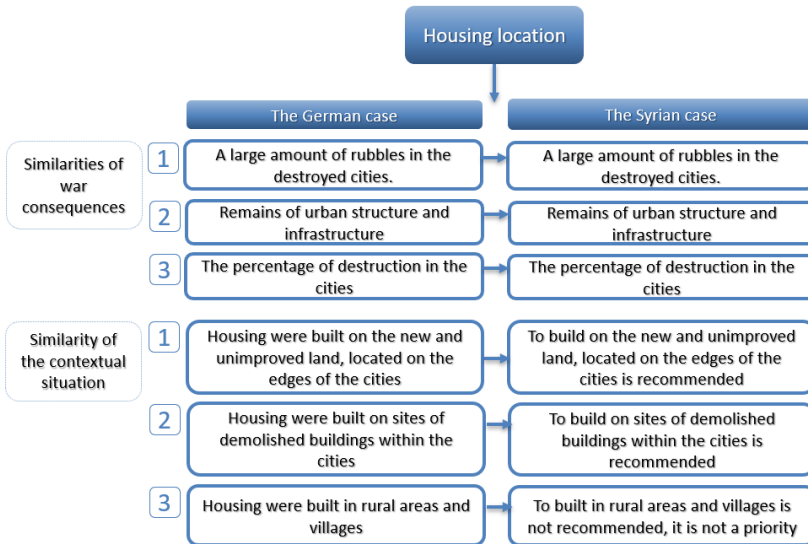 Housing location
The German case
The Syrian case
Similarities of
war
consequences
1
A large amount of rubbles in the
destroyed cities.
A large amount of rubbles in the
destroyed cities.
2
Remains of urban structure and
infrastructure
Remains of urban structure and
infrastructure
3
The percentage of destruction in the
cities
The percentage of destruction in the
cities
Similarity of
the contextual
situation
1
Housing were built on the new and
unimproved land, located on the
edges of the cities
To build on the new and unimproved
land, located on the edges of the
cities is recommended
2
Housing were built on sites of
demolished buildings within the
cities
To build on sites of demolished
buildings within the cities is
recommended
3
Housing were built in rural areas and
villages
To built in rural areas and villages is
not recommended, it is not a priority